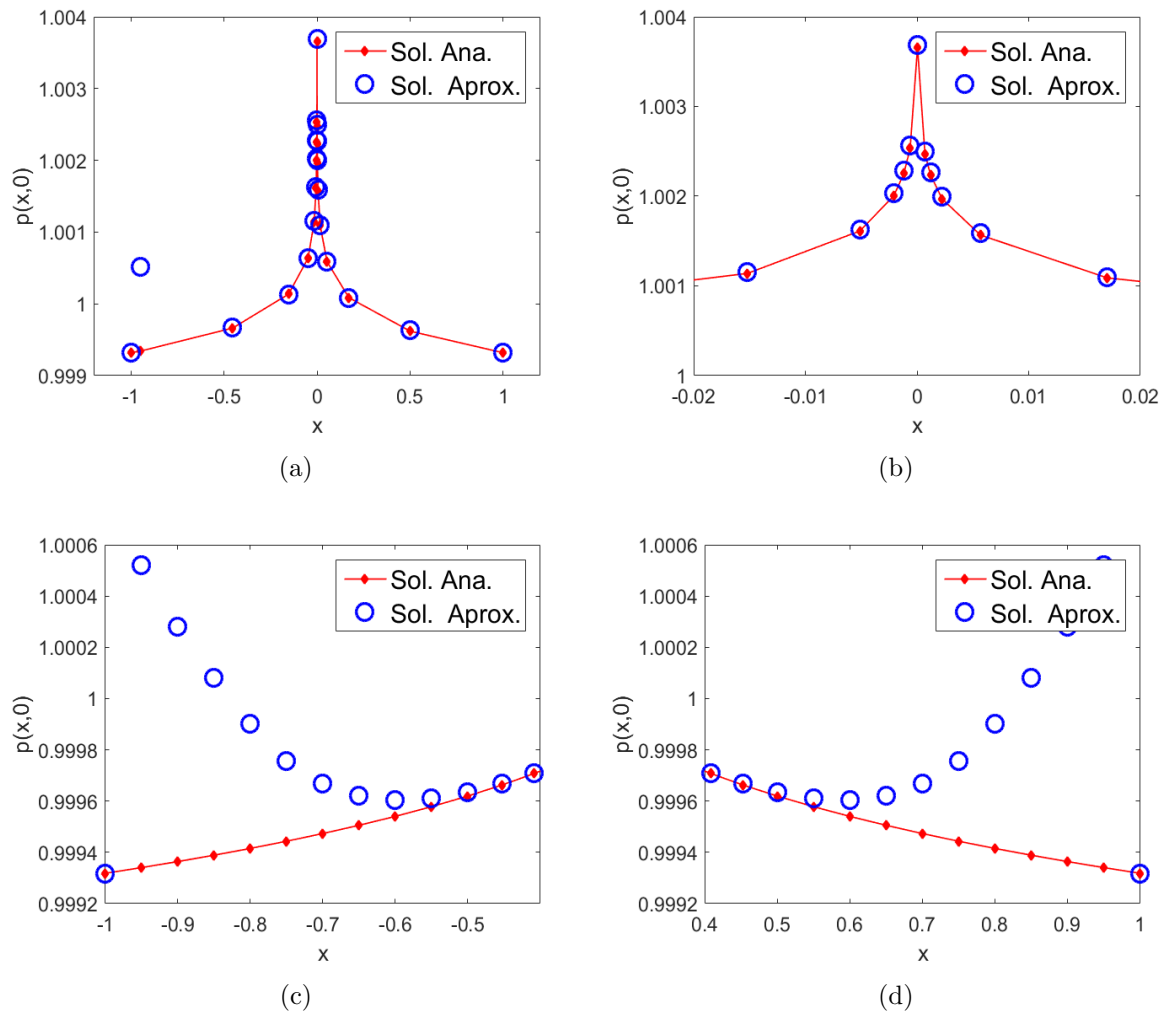 1.004
1.003
1.002
1.001
1
0.999
p(x,0)
-1
-0.5
0
0.5
1
x
Sol. Ana.
Sol. Aprox.
(a)
1.004
1.003
1.002
1.001
1
p(x,0)
-0.02
-0.01
0
0.01
0.02
x
Sol. Ana.
Sol. Aprox.
(b)
1.0006
1.0004
1.0002
1
0.9998
0.9996
0.9994
0.9992
p(x,0)
-1
-0.9
-0.8
-0.7
-0.6
-0.5
x
Sol. Ana.
Sol. Aprox.
(c)
1.0006
1.0004
1.0002
1
0.9998
0.9996
0.9994
0.9992
p(x,0)
0.4
0.5
0.6
0.7
0.8
0.9
1
x
Sol. Ana.
Sol. Aprox.
(d)